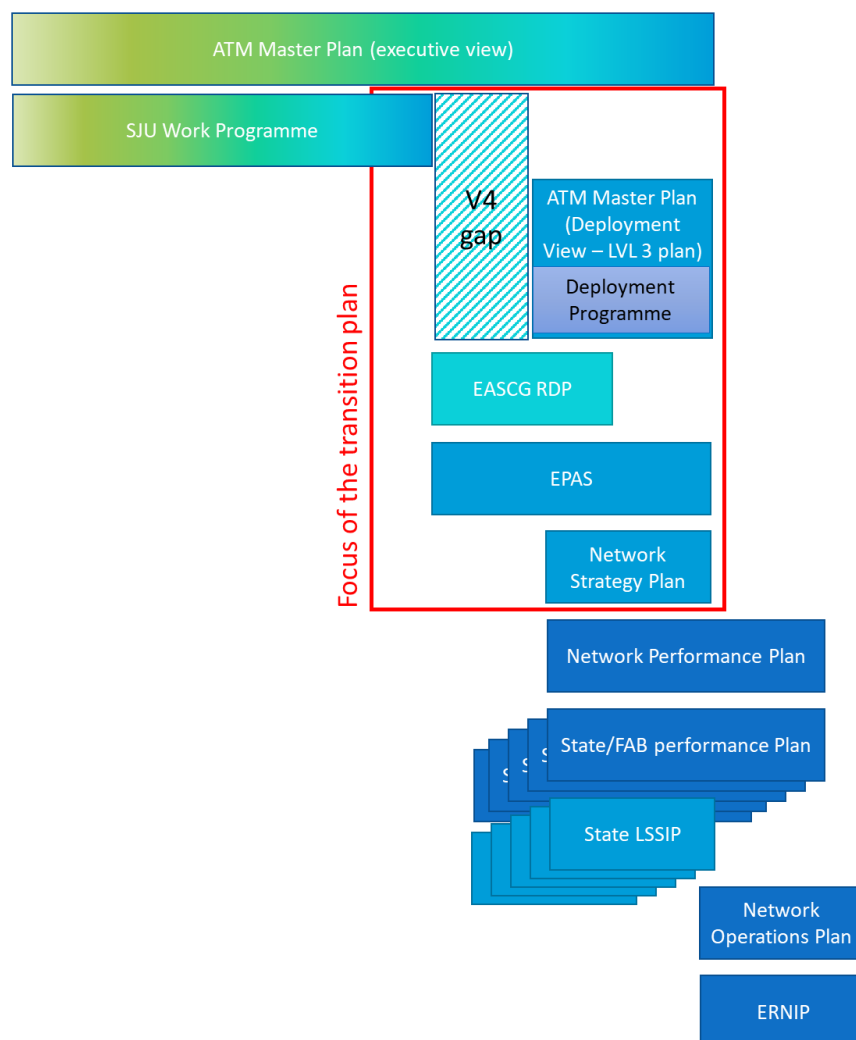 ATM Master Plan (executive view)
SJU Work Programme
V4
gap
ATM Master Plan
(Deployment
View – LVL 3 plan)
Deployment
Programme
EASCG RDP
EPAS
Network
Strategy Plan
Focus of the transition plan
Network Performance Plan
State/FAB performance Plan
S
S
S
S
State LSSIP
Network
Operations Plan
ERNIP